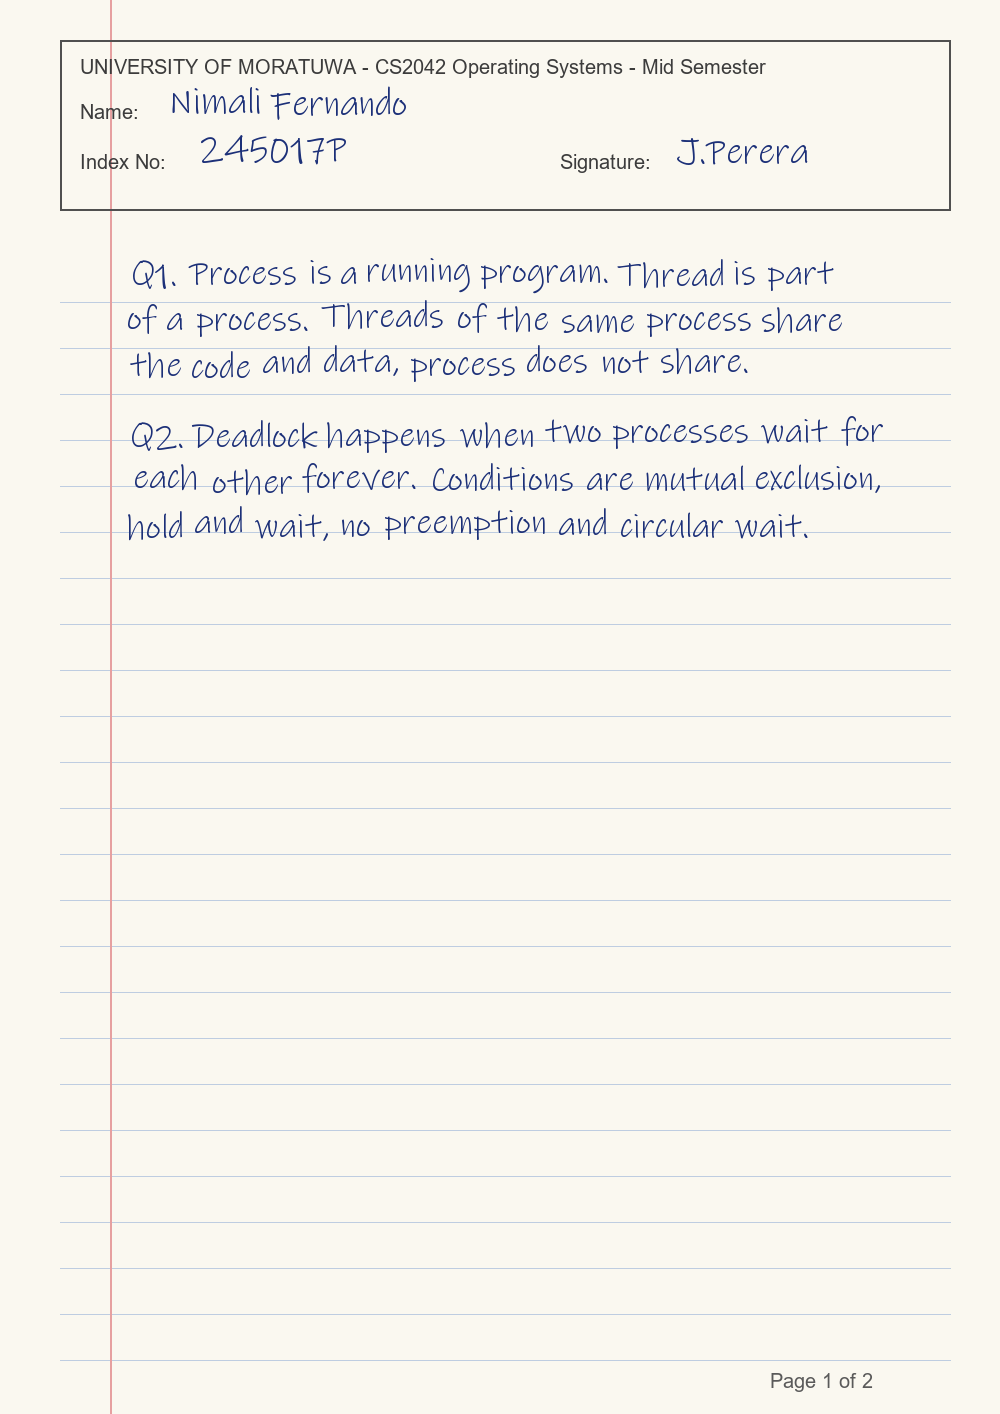 UNIVERSITY OF MORATUWA - CS2042 Operating Systems - Mid Semester
Name: Nimali Fernando
Index No: 245017P Signature: J.Perera
Q1. Process is a running program. Thread is part
of a process. Threads of the same process share
the code and data, process does not share.
Q2. Deadlock happens when two processes wait for
each other forever. Conditions are mutual exclusion,
hold and wait, no preemption and circular wait.
Page 1 of 2